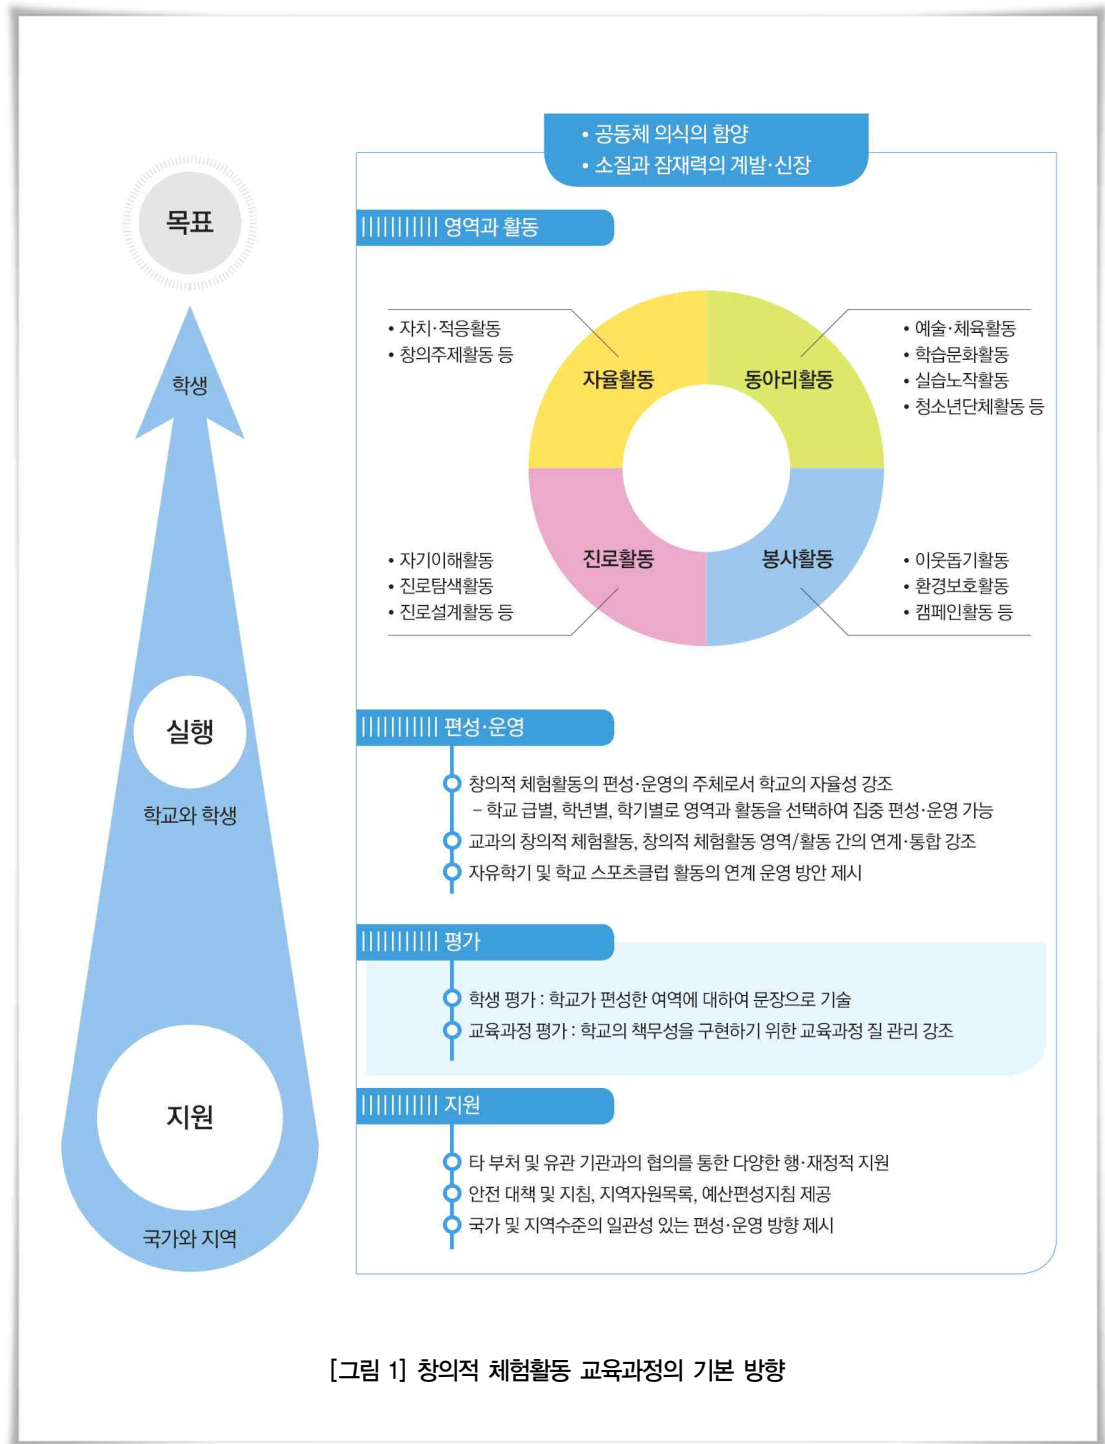 • 공동체 의식의 함양
• 소질과 잠재력의 계발·신장
목표
영역과 활동
• 자치·적응활동
• 창의주제활동 등
• 예술·체육활동
• 학습문화활동
• 실습노작활동
• 청소년단체활동 등
자율활동
동아리활동
학생
• 자기이해활동
• 진로탐색활동
• 진로설계활동 등
진로활동
봉사활동
• 이웃돕기활동
• 환경보호활동
• 캠페인활동 등
실행
학교와 학생
편성·운영
창의적 체험활동의 편성·운영의 주체로서 학교의 자율성 강조
– 학교 급별, 학년별, 학기별로 영역과 활동을 선택하여 집중 편성·운영 가능
교과의 창의적 체험활동, 창의적 체험활동 영역/활동 간의 연계·통합 강조
자유학기 및 학교 스포츠클럽 활동의 연계 운영 방안 제시
평가
학생 평가 : 학교가 편성한 여역에 대하여 문장으로 기술
교육과정 평가 : 학교의 책무성을 구현하기 위한 교육과정 질 관리 강조
지원
국가와 지역
지원
타 부처 및 유관 기관과의 협의를 통한 다양한 행·재정적 지원
안전 대책 및 지침, 지역자원목록, 예산편성지침 제공
국가 및 지역수준의 일관성 있는 편성·운영 방향 제시
[그림 1] 창의적 체험활동 교육과정의 기본 방향